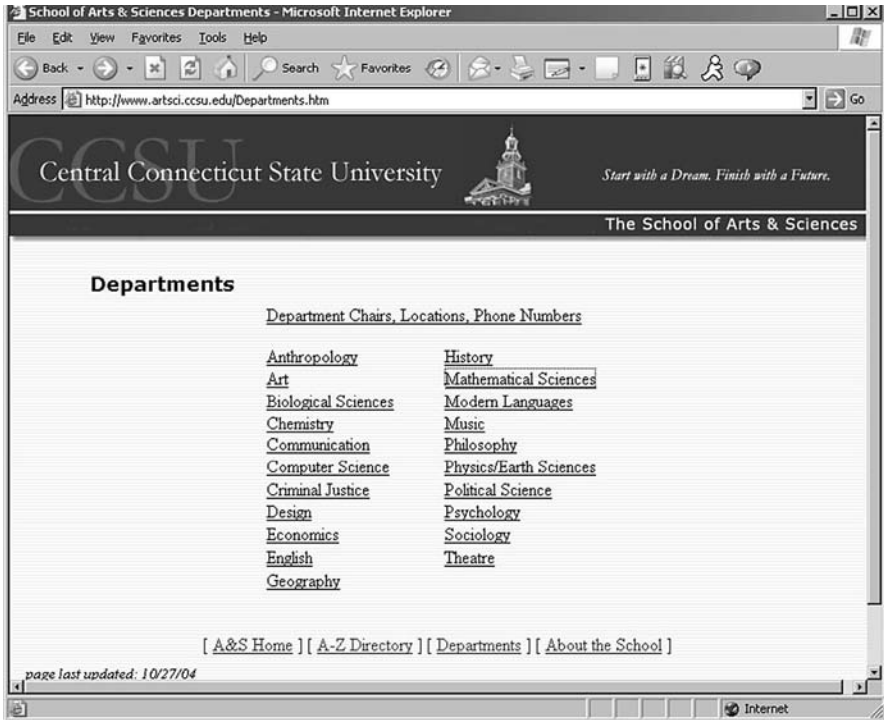 School of Arts & Sciences Departments - Microsoft Internet Explorer
File Edit View Favorites Tools Help
Back Search Favorites
Address http://www.artsci.ccsu.edu/Departments.htm Go
CCSU
Central Connecticut State University Start with a Dream. Finish with a Future.
The School of Arts & Sciences
Departments
Department Chairs, Locations, Phone Numbers
Anthropology History
Art Mathematical Sciences
Biological Sciences Modern Languages
Chemistry Music
Communication Philosophy
Computer Science Physics/Earth Sciences
Criminal Justice Political Science
Design Psychology
Economics Sociology
English Theatre
Geography
[ A&S Home ] [ A-Z Directory ] [ Departments ] [ About the School ]
page last updated: 10/27/04
Internet